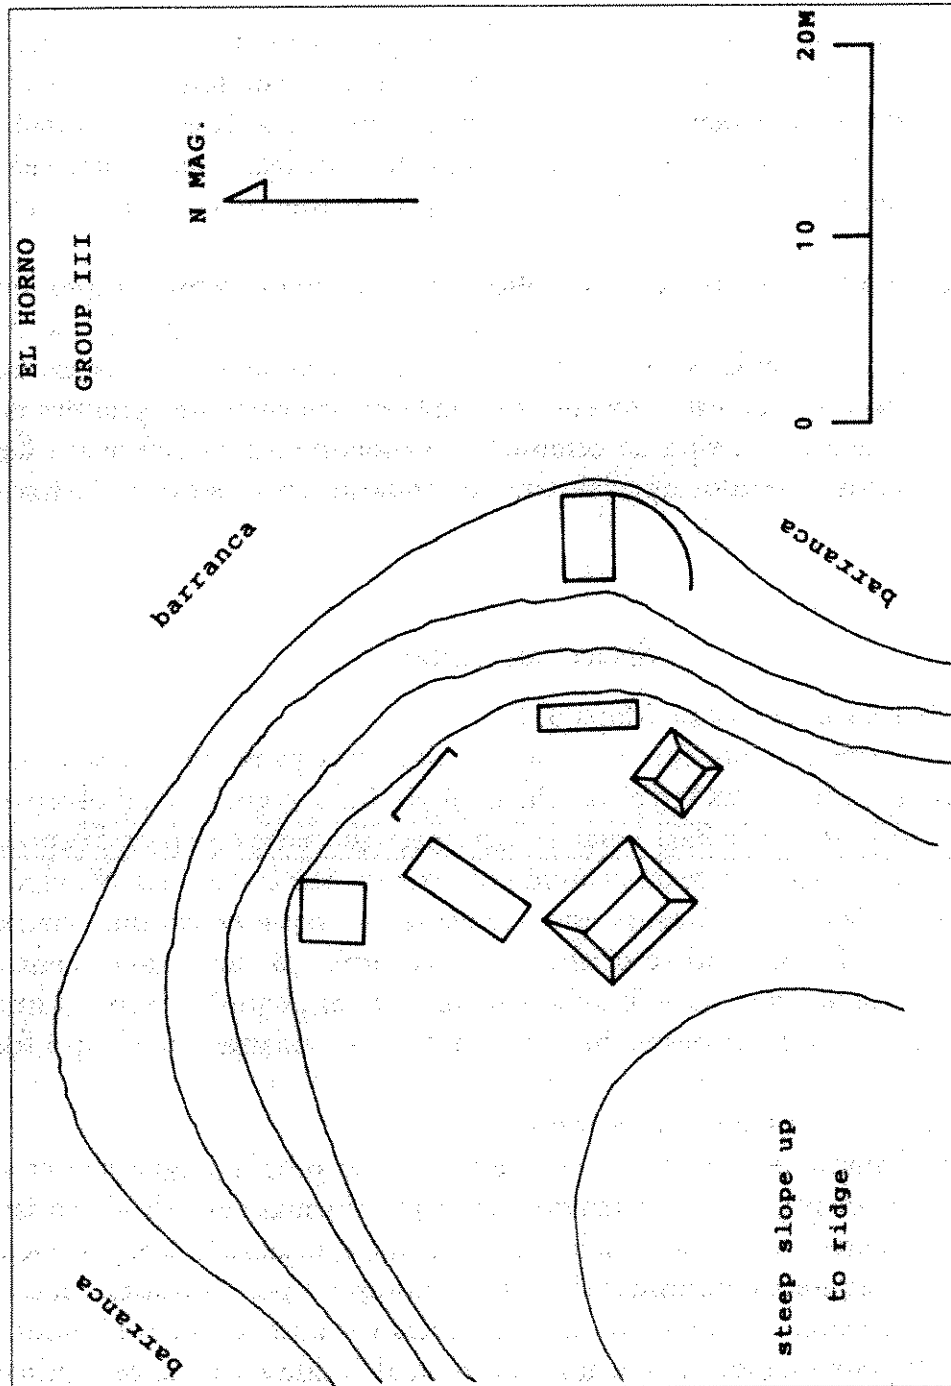 EL HORNO
GROUP III
N MAG.
0 10 20M
barranca
barranca
barranca
steep slope up
to ridge